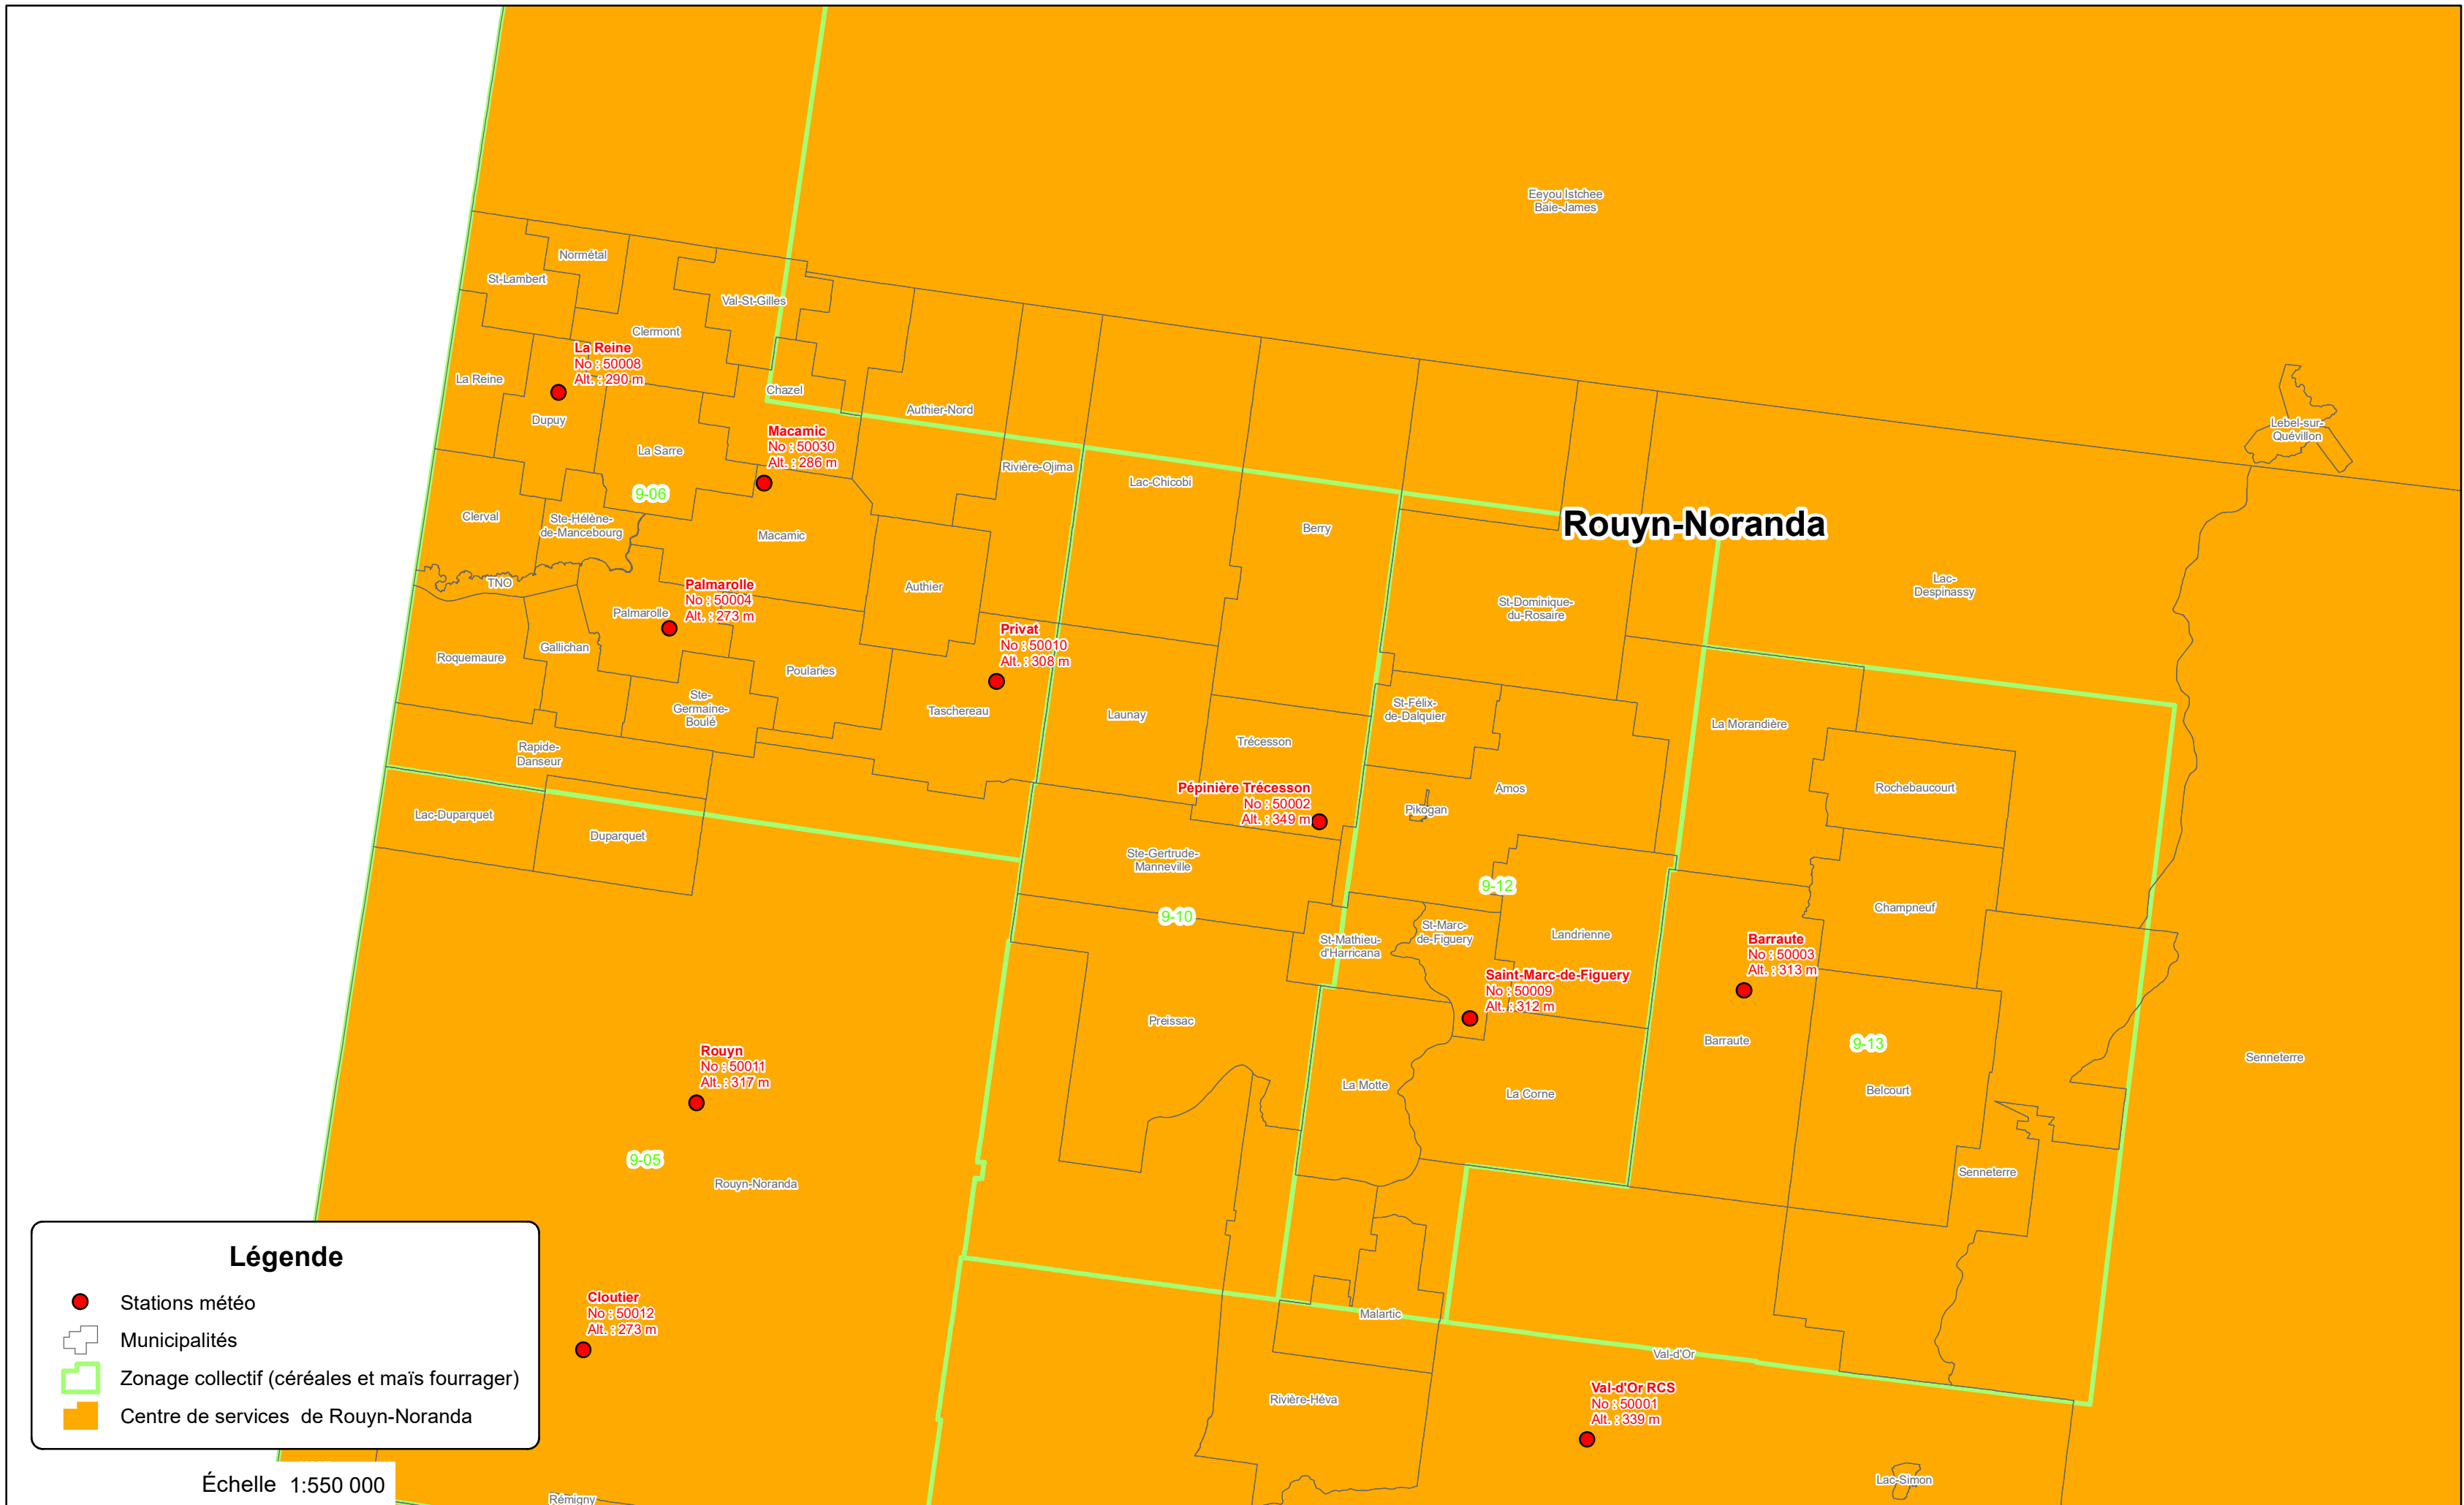 Eeyou Istchee
Baie-James
Normétal
St-Lambert
Val-St-Gilles
Clermont
La Reine
No : 50008
Alt. : 290 m
La Reine
Dupuy
Chazel
Authier-Nord
Macamic
No : 50030
Alt. : 286 m
La Sarre
9-06
Rivière-Ojima
Lac-Chicobi
Berry
Lebel-sur-
Quévillon
Rouyn-Noranda
Clerval
Ste-Hélène-
de-Mancebourg
Macamic
TNO
Palmarolle
No : 50004
Alt. : 273 m
Palmarolle
Authier
Lac-
Despinassy
St-Dominique-
du-Rosaire
Privat
No : 50010
Alt. : 308 m
Roquemaure
Gallichan
Poularies
Ste-
Germaine-
Boulé
Taschereau
Launay
St-Félix-
de-Dalquier
La Morandière
Trécesson
Rapide-
Danseur
Pépinière Trécesson
No : 50002
Alt. : 349 m
Amos
Pikogan
Rochebaucourt
Lac-Duparquet
Duparquet
Ste-Gertrude-
Manneville
9-12
9-10
Champneuf
St-Mathieu-
d'Harricana
St-Marc-
de-Figuery
Landrienne
Barraute
No : 50003
Alt. : 313 m
Saint-Marc-de-Figuery
No : 50009
Alt. : 312 m
Preissac
Barraute
9-13
Senneterre
Rouyn
No : 50011
Alt. : 317 m
La Motte
La Corne
Belcourt
9-05
Rouyn-Noranda
Senneterre
Malartic
Val-d'Or
Cloutier
No : 50012
Alt. : 273 m
Rivière-Héva
Val-d'Or RCS
No : 50001
Alt. : 339 m
Lac-Simon
Rémigny
Légende
Stations météo
Municipalités
Zonage collectif (céréales et maïs fourrager)
Centre de services de Rouyn-Noranda
Échelle 1:550 000